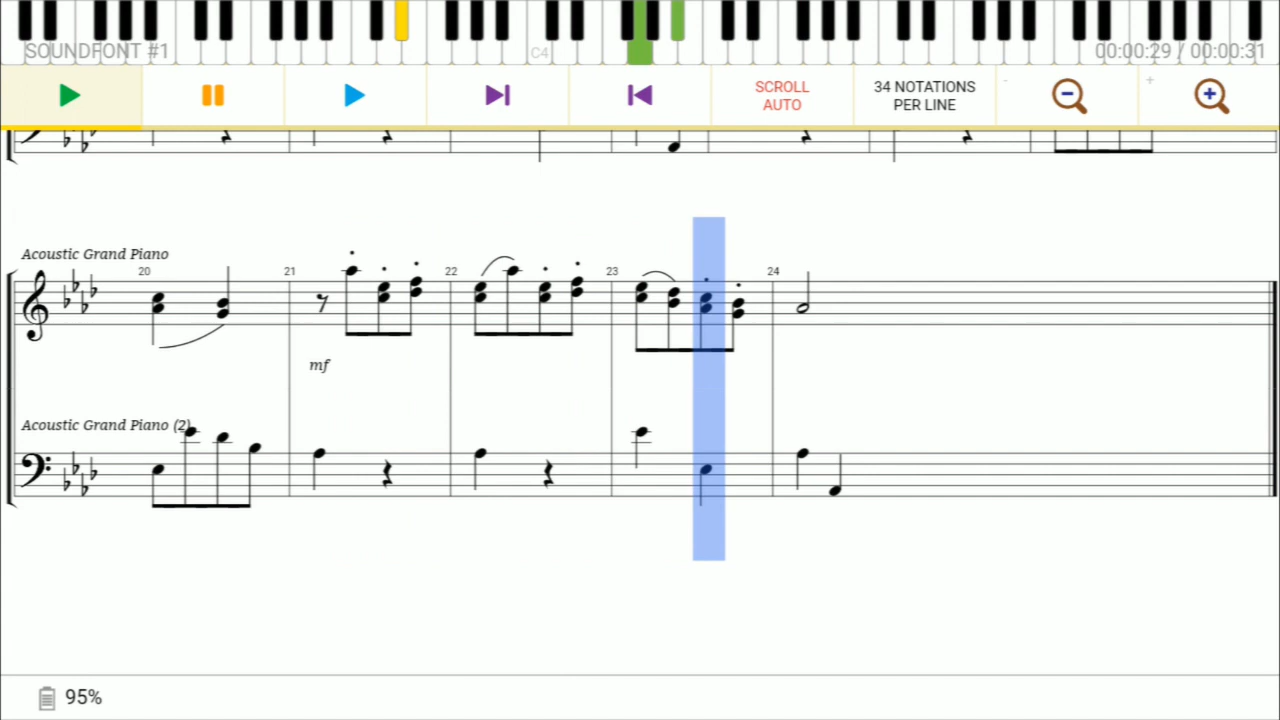 C4
SOUNDFONT #1
00:00:29 / 00:00:31
SCROLL
AUTO
34 NOTATIONS
PER LINE
-
+
Acoustic Grand Piano
20
21
22
23
24
mf
Acoustic Grand Piano (2)
95%